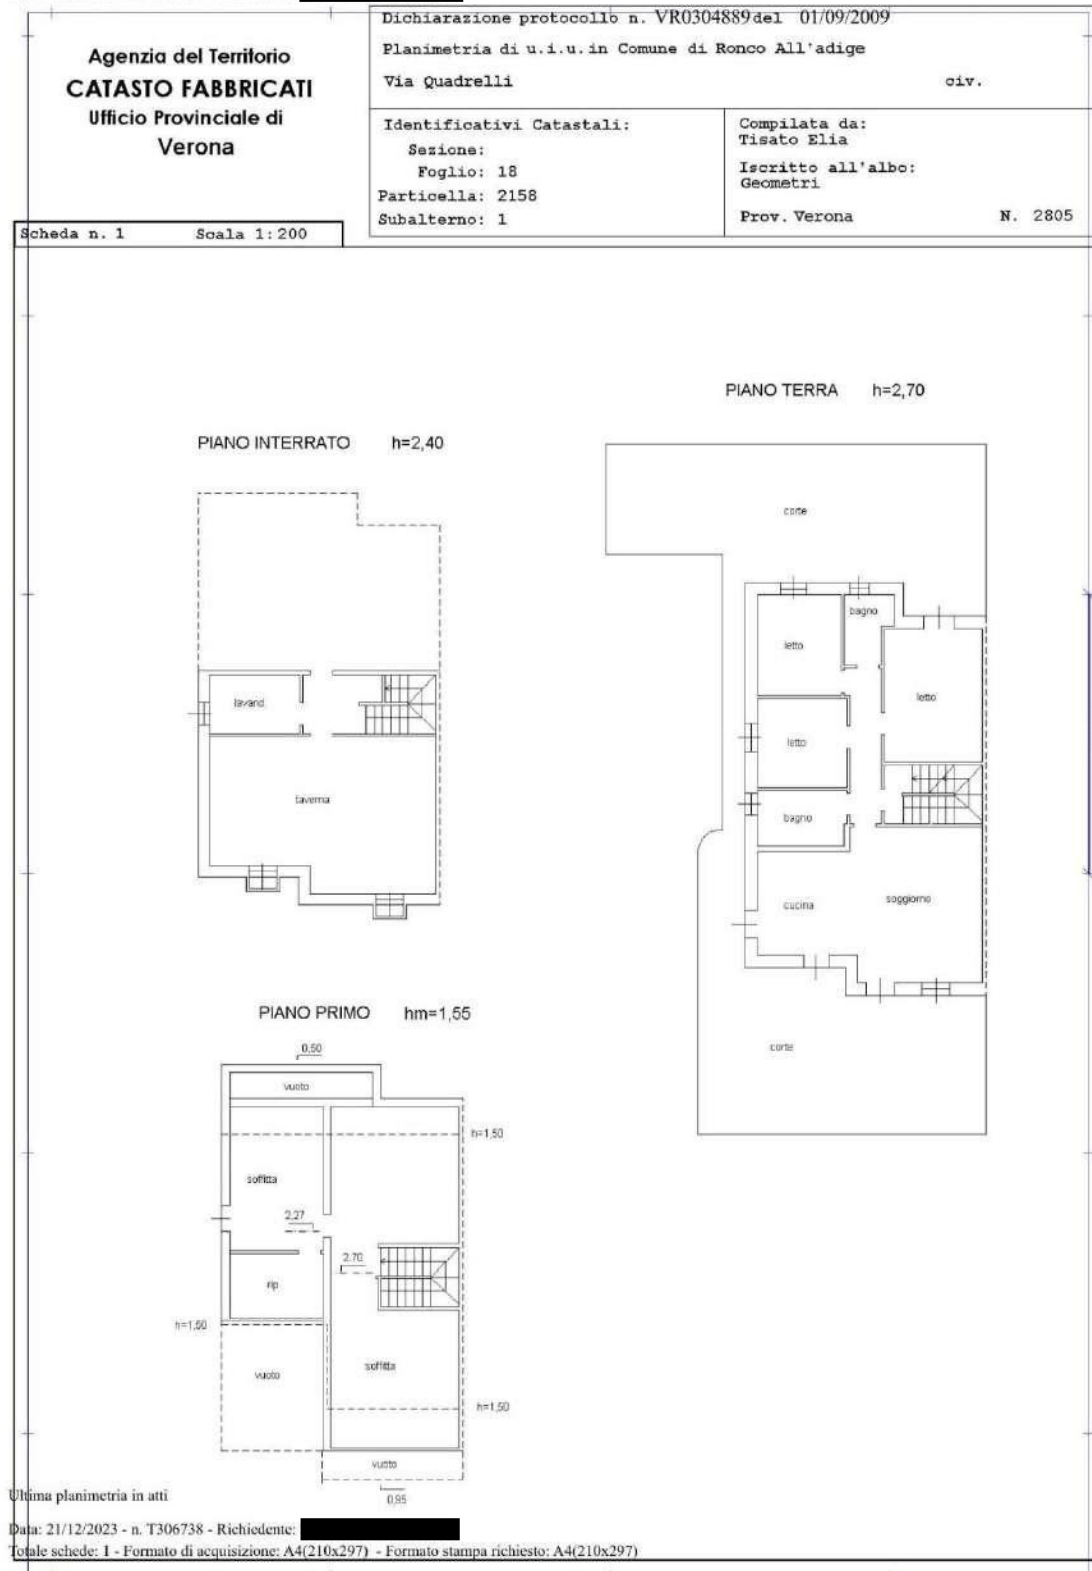 Agenzia del Territorio
CATASTO FABBRICATI
Ufficio Provinciale di
Verona
Dichiarazione protocollo n. VR0304889 del 01/09/2009
Planimetria di u.i.u. in Comune di Ronco All'adige
Via Quadrelli civ.
Identificativi Catastali:
Sezione:
Foglio: 18
Particella: 2158
Subalterno: 1
Compilata da:
Tisato Elia
Iscritto all'albo:
Geometri
Prov. Verona N. 2805
Scheda n. 1 Scala 1:200
PIANO TERRA h=2,70
corte
bagno
letto
letto
letto
bagno
cucina
soggiorno
corte
PIANO INTERRATO h=2,40
lavand.
taverna
PIANO PRIMO hm=1,55
0,50
vuoto
h=1,50
soffitta
2,27
2,70
rip
h=1,50
vuoto
soffitta
h=1,50
vuoto
0,95
Ultima planimetria in atti
Data: 21/12/2023 - n. T306738 - Richiedente:
Totale schede: 1 - Formato di acquisizione: A4(210x297) - Formato stampa richiesto: A4(210x297)